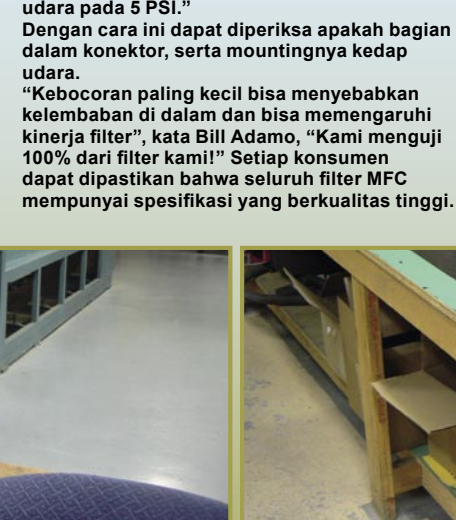 udara pada 5 PSI.”
Dengan cara ini dapat diperiksa apakah bagian
dalam konektor, serta mountingnya kedap
udara.
“Kebocoran paling kecil bisa menyebabkan
kelembaban di dalam dan bisa memengaruhi
kinerja filter”, kata Bill Adamo, “Kami menguji
100% dari filter kami!” Setiap konsumen
dapat dipastikan bahwa seluruh filter MFC
mempunyai spesifikasi yang berkualitas tinggi.